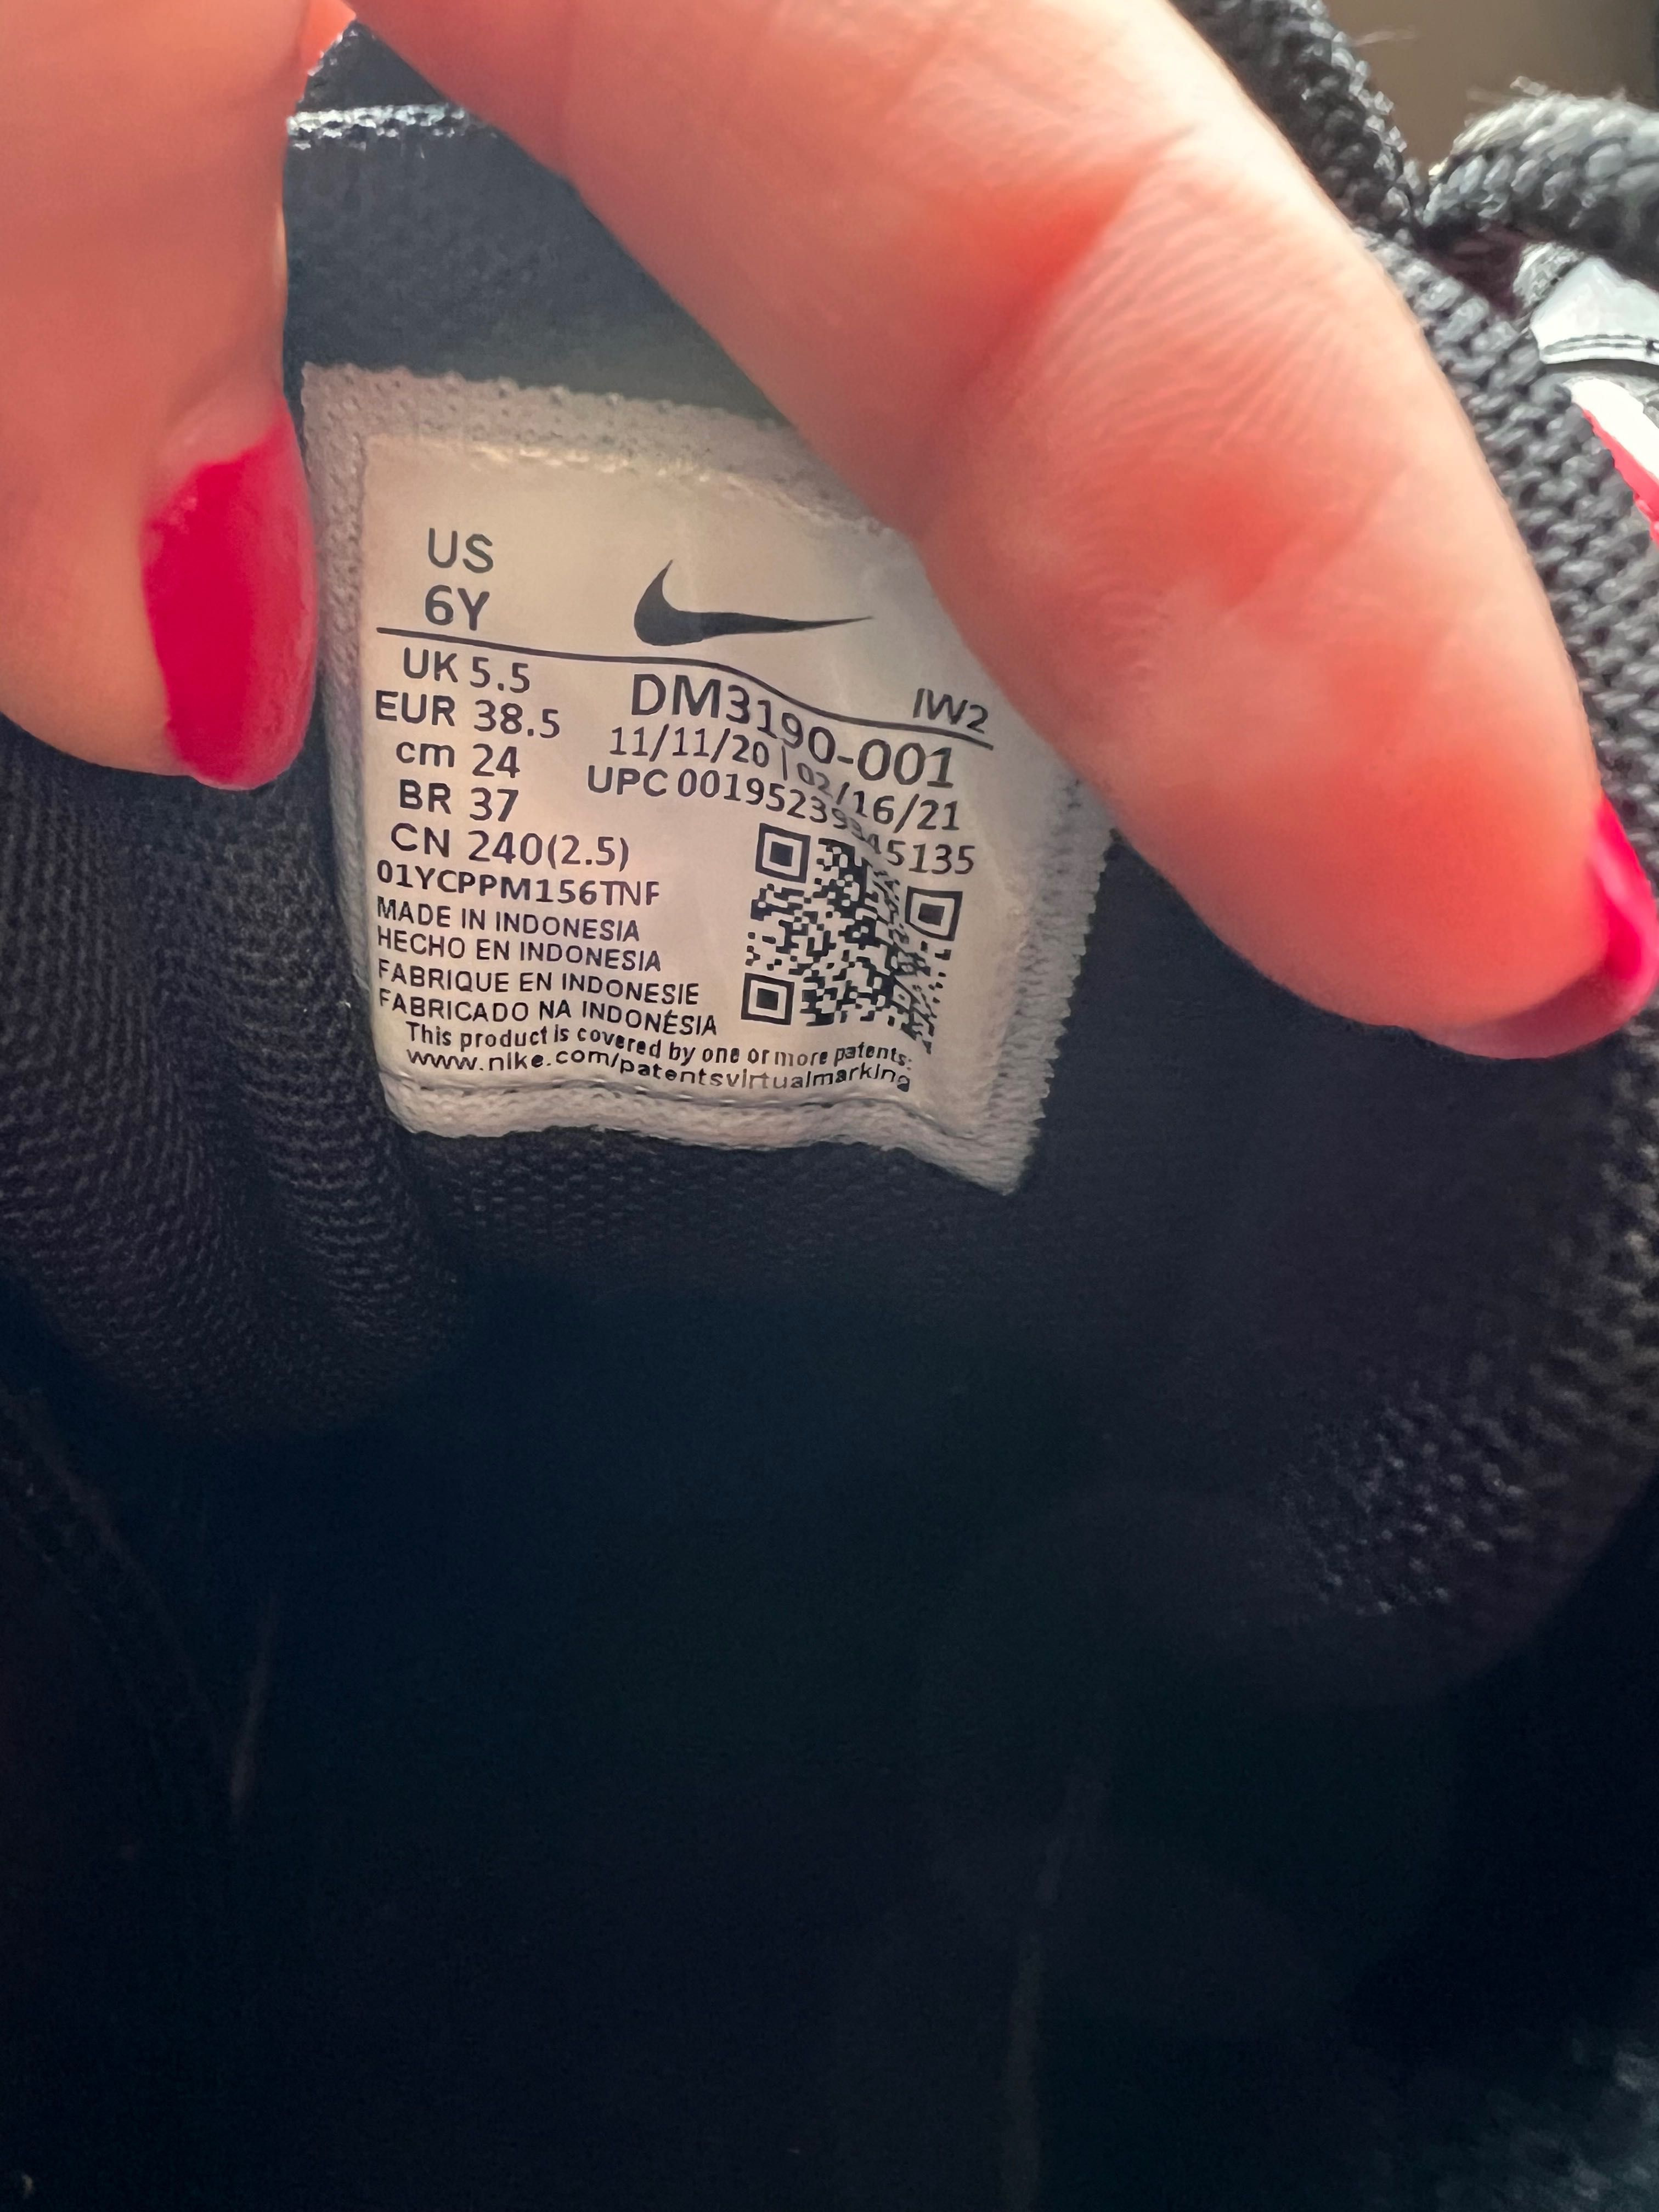 US
6Y
UK 5.5
EUR 38.5
cm 24
BR 37
CN 240(2.5)
01YCPPM156TNF
MADE IN INDONESIA
HECHO EN INDONESIA
FABRIQUE EN INDONESIE
FABRICADO NA INDONÉSIA
This product is covered by one or more patents:
www.nike.com/patentsvirtualmarking
IW2
DM3190-001
11/11/20 | 02/16/21
UPC